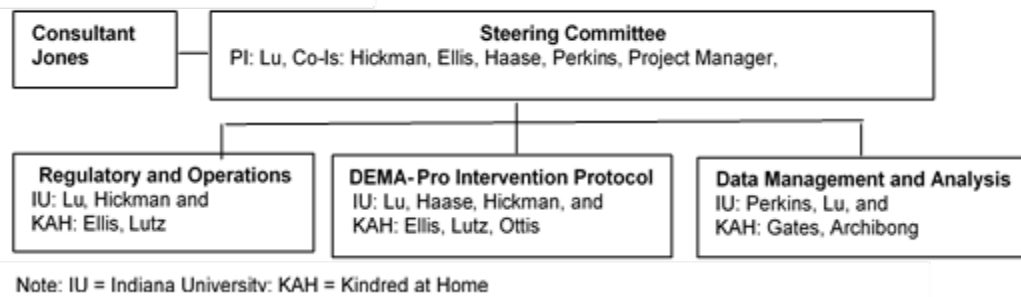 Consultant
Jones
Steering Committee
PI: Lu, Co-Is: Hickman, Ellis, Haase, Perkins, Project Manager,
Regulatory and Operations
IU: Lu, Hickman and
KAH: Ellis, Lutz
DEMA-Pro Intervention Protocol
IU: Lu, Haase, Hickman, and
KAH: Ellis, Lutz, Ottis
Data Management and Analysis
IU: Perkins, Lu, and
KAH: Gates, Archibong
Note: IU = Indiana University; KAH = Kindred at Home